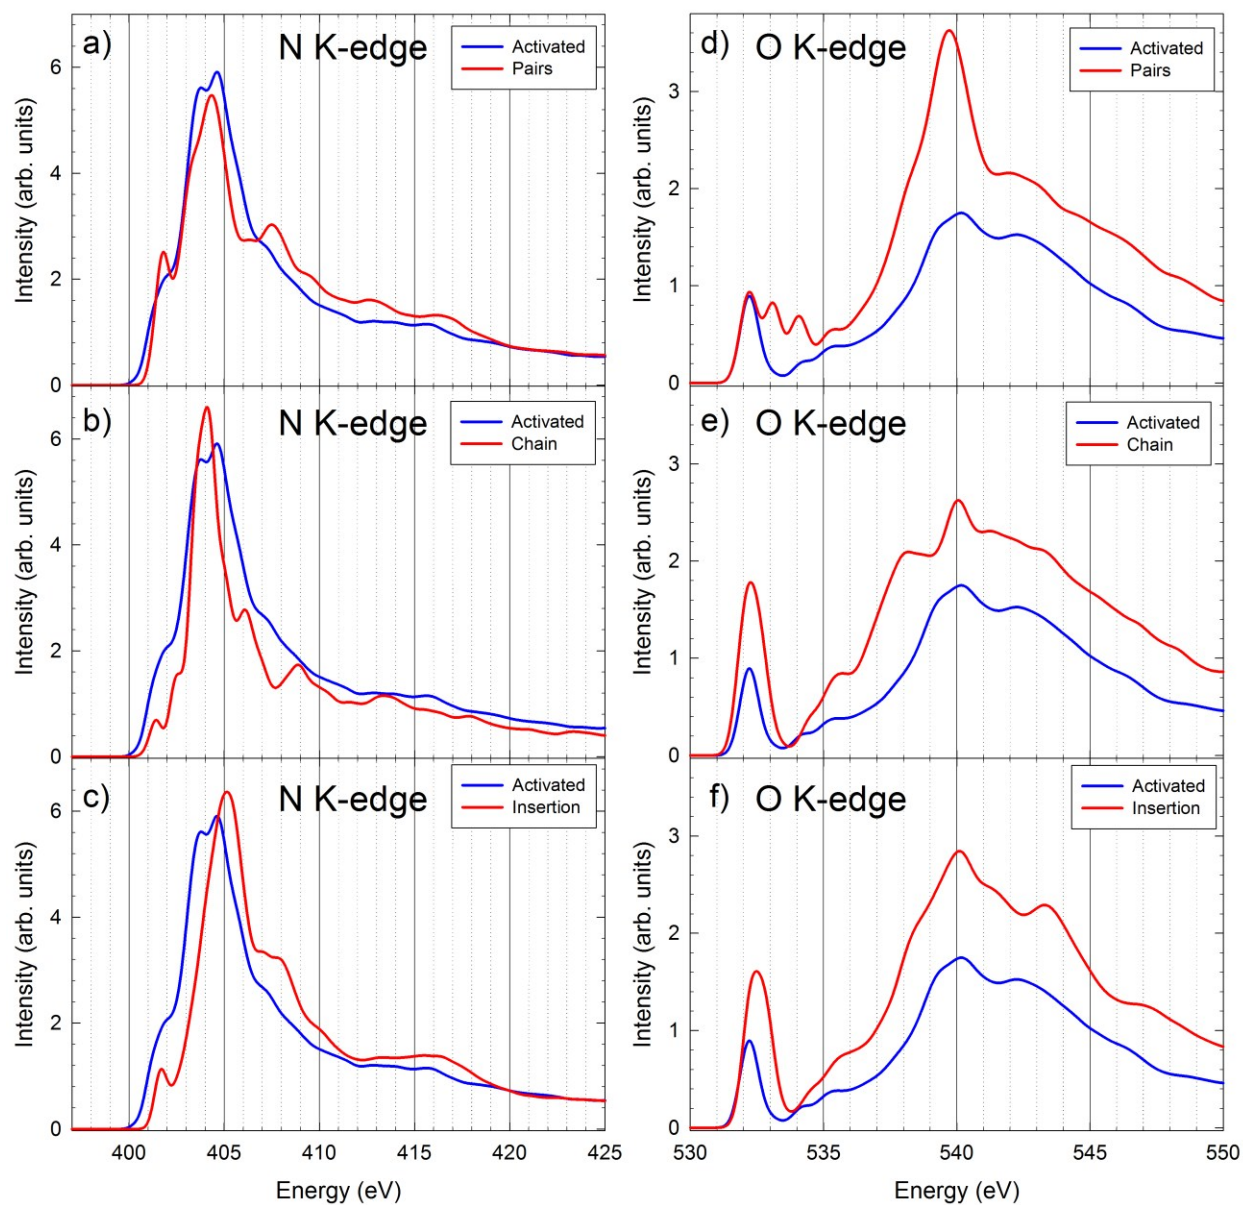 a)
N K-edge
Activated
Pairs
Intensity (arb. units)
6
4
2
0
d)
O K-edge
Activated
Pairs
Intensity (arb. units)
3
2
1
0
b)
N K-edge
Activated
Chain
Intensity (arb. units)
6
4
2
0
e)
O K-edge
Activated
Chain
Intensity (arb. units)
3
2
1
0
c)
N K-edge
Activated
Insertion
Intensity (arb. units)
6
4
2
0
400 405 410 415 420 425
Energy (eV)
f)
O K-edge
Activated
Insertion
Intensity (arb. units)
3
2
1
0
530 535 540 545 550
Energy (eV)